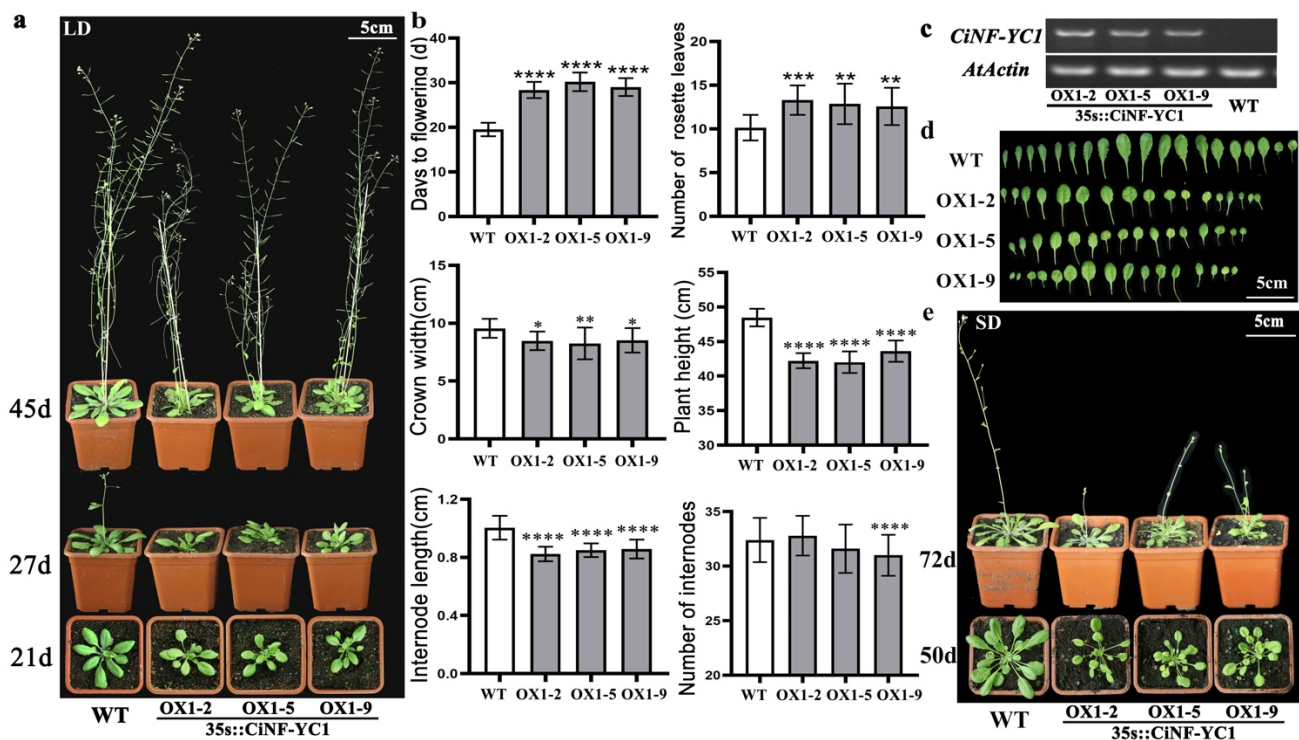 a
LD
5cm
45d
27d
21d
WT
OX1-2 OX1-5 OX1-9
35s::CiNF-YC1
b
Days to flowering (d)
40
30
20
10
0
****
****
****
WT OX1-2 OX1-5 OX1-9
Number of rosette leaves
20
15
10
5
0
***
**
**
WT OX1-2 OX1-5 OX1-9
Crown width(cm)
15
10
5
0
*
**
*
WT OX1-2 OX1-5 OX1-9
Plant height (cm)
55
51
47
43
39
36
33
30
****
****
****
WT OX1-2 OX1-5 OX1-9
Internode length(cm)
1.2
0.8
0.4
0.0
****
****
****
WT OX1-2 OX1-5 OX1-9
Number of internodes
35
30
25
20
****
WT OX1-2 OX1-5 OX1-9
c
CiNF-YC1
AtActin
OX1-2 OX1-5 OX1-9
35s::CiNF-YC1
WT
d
WT
OX1-2
OX1-5
OX1-9
5cm
e
SD
5cm
72d
50d
WT
OX1-2 OX1-5 OX1-9
35s::CiNF-YC1